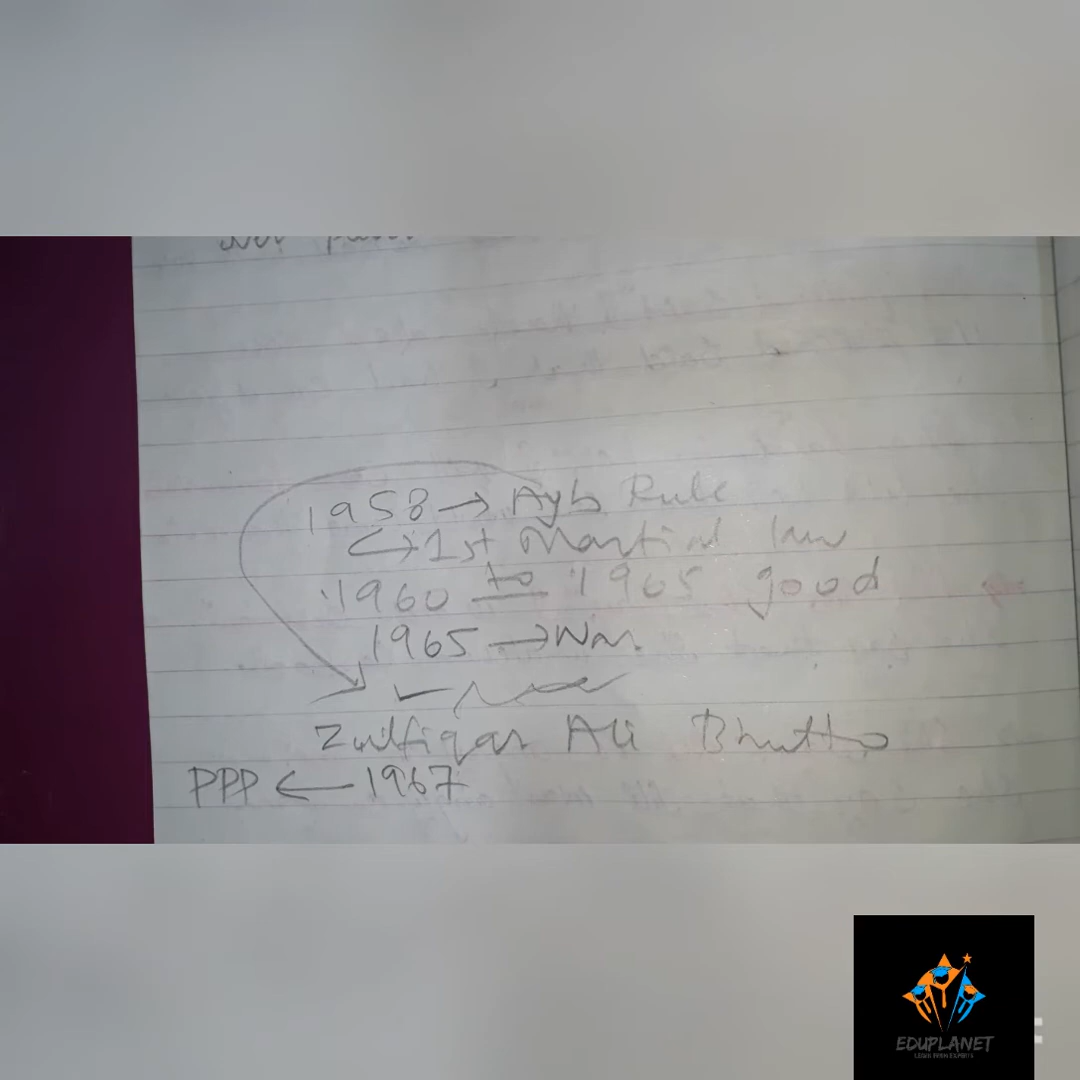 1958 → Ayb Rule
↳ 1st Martial law
1960 to 1965 good
1965 → War
Zulfiqar Ali Bhutto
PPP ← 1967
EDUPLANET